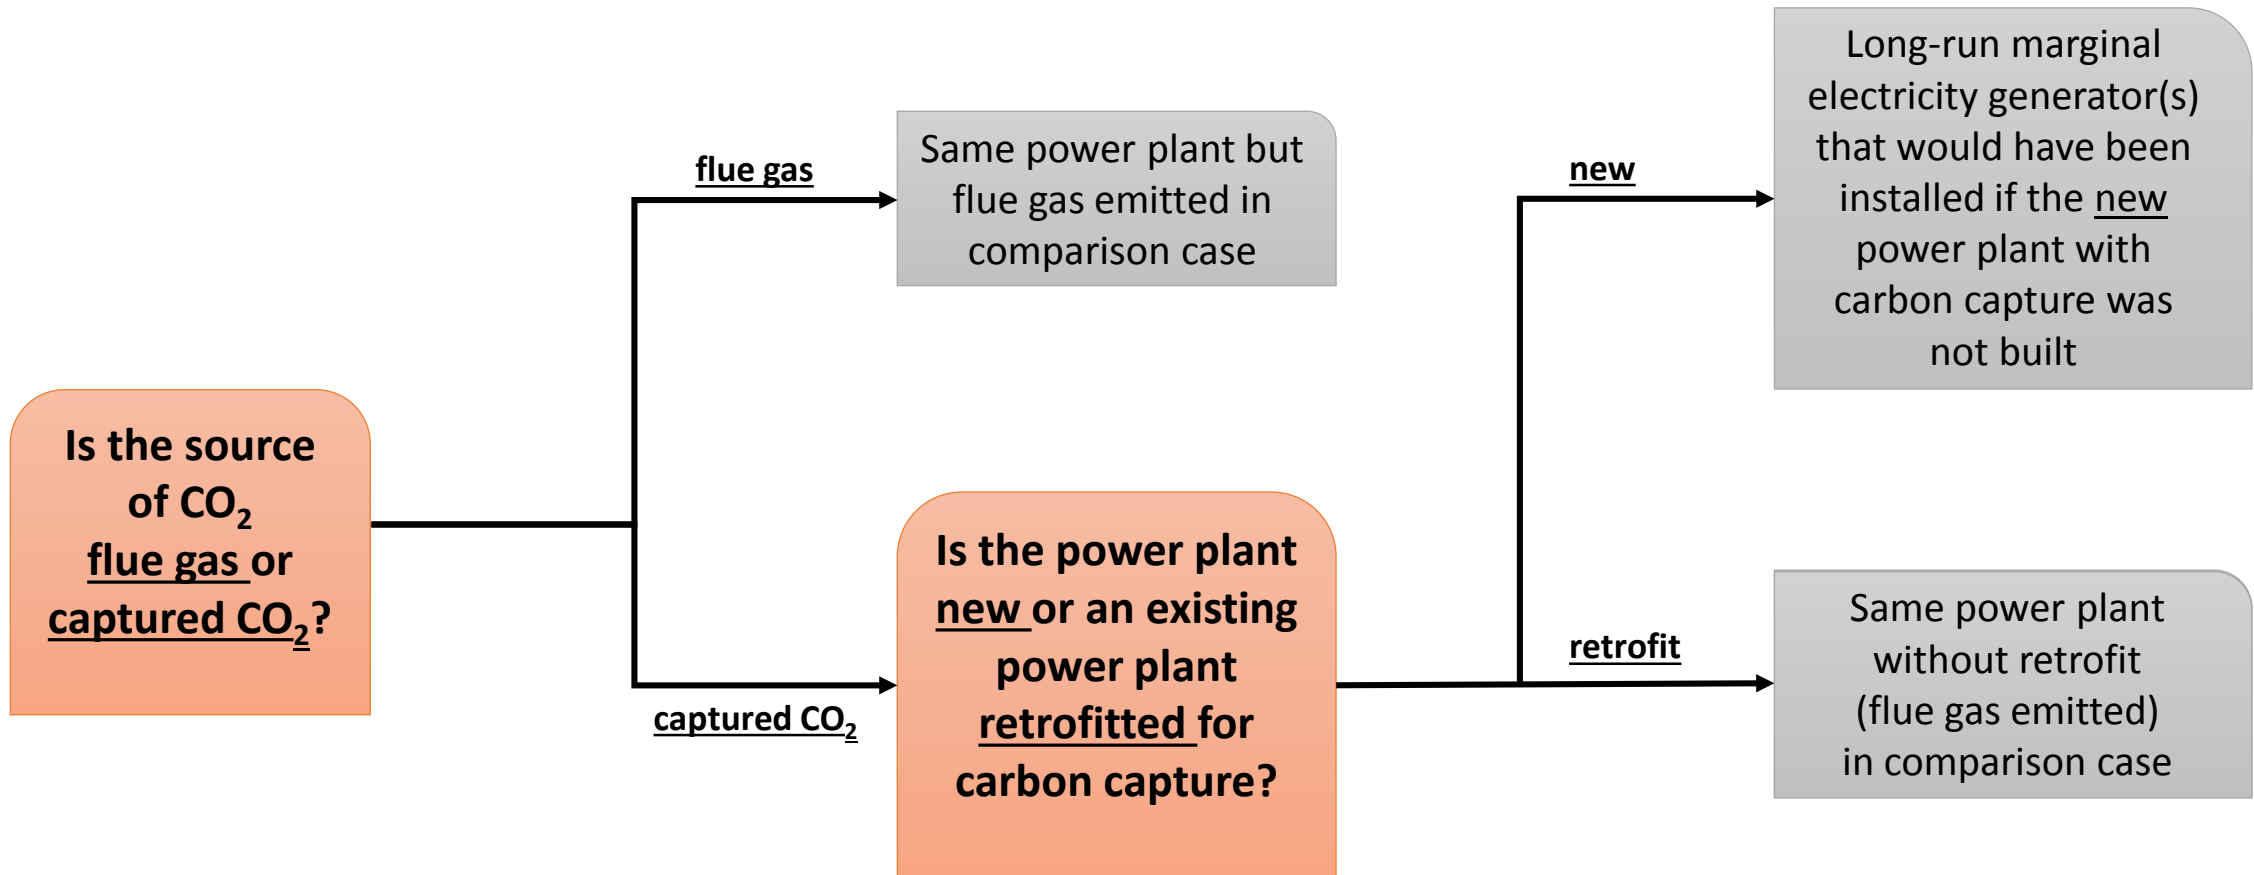 Is the source
of CO₂
flue gas or
captured CO₂?
flue gas
Same power plant but
flue gas emitted in
comparison case
captured CO₂
Is the power plant
new or an existing
power plant
retrofitted for
carbon capture?
new
Long-run marginal
electricity generator(s)
that would have been
installed if the new
power plant with
carbon capture was
not built
retrofit
Same power plant
without retrofit
(flue gas emitted)
in comparison case